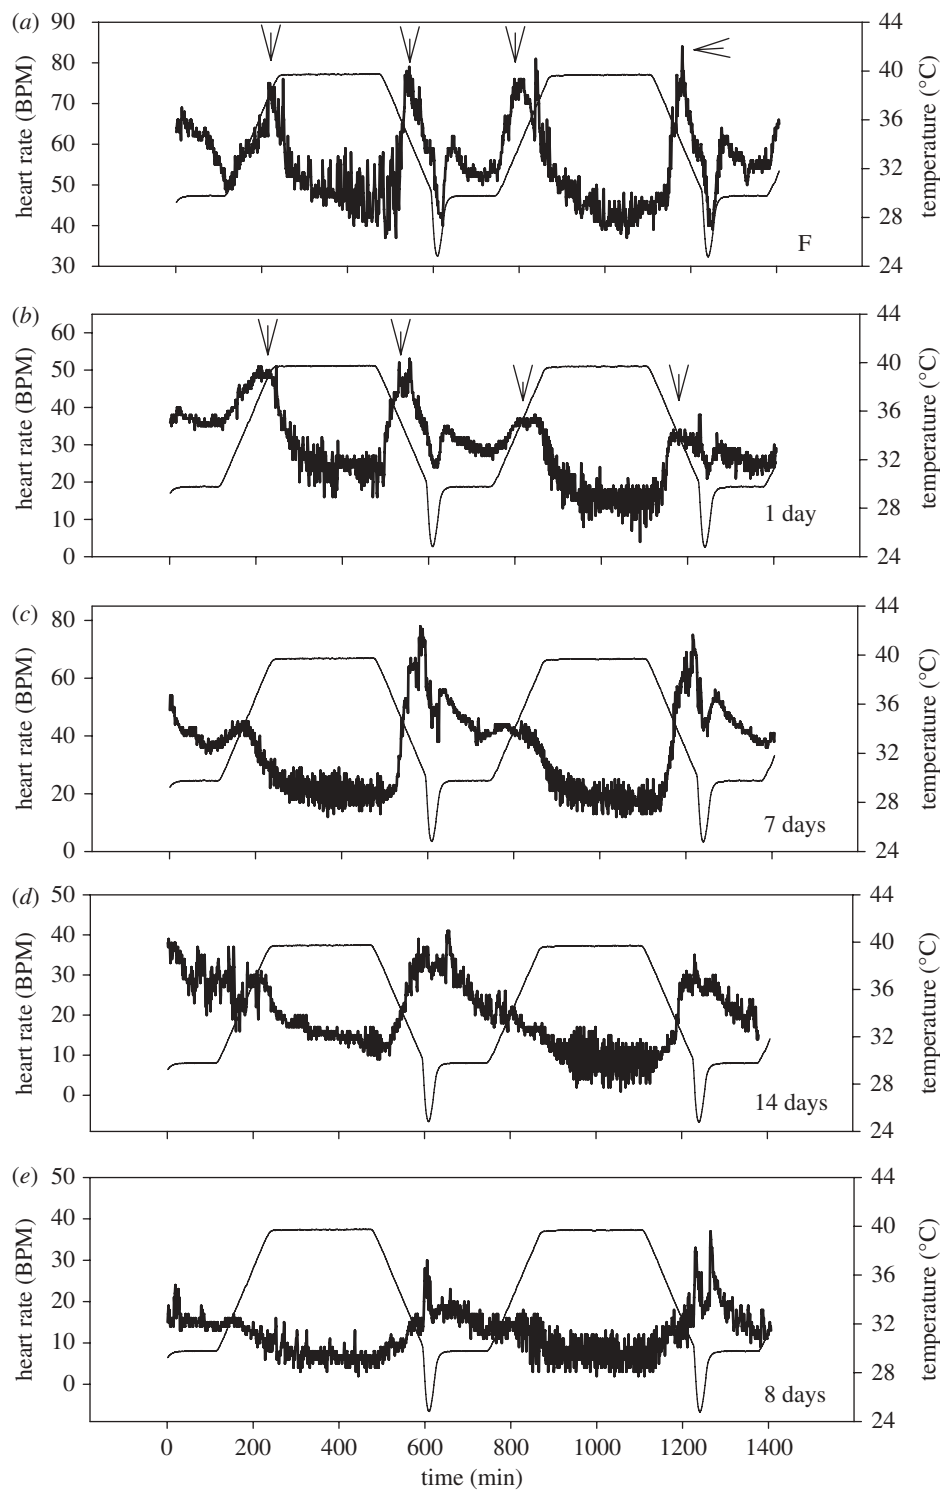 (a) 90 44
80 40
70 36
60 32
50 28
40
30 24
heart rate (BPM)
temperature (°C)
F
(b) 44
60
50 40
40 36
30 32
20
10 28
0 24
heart rate (BPM)
temperature (°C)
1 day
(c) 80 44
40
60
36
40
32
20 28
0 24
heart rate (BPM)
temperature (°C)
7 days
(d) 50 44
40 40
30 36
20
32
10
28
0
24
heart rate (BPM)
temperature (°C)
14 days
(e) 50 44
40 40
30 36
20 32
10
28
0
24
heart rate (BPM)
temperature (°C)
8 days
0 200 400 600 800 1000 1200 1400
time (min)